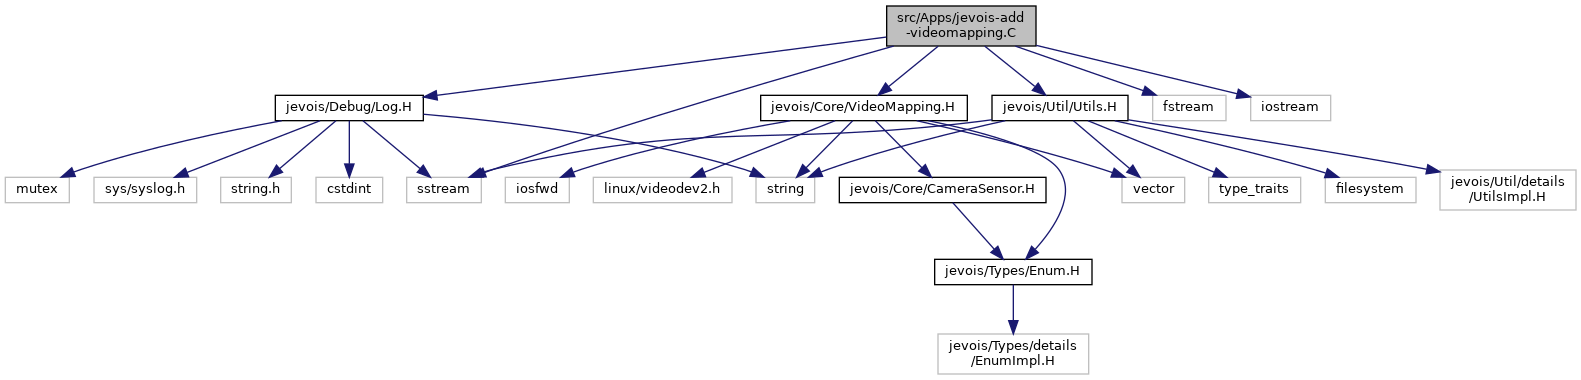 src/Apps/jevois-add
-videomapping.C
jevois/Debug/Log.H
jevois/Core/VideoMapping.H
jevois/Util/Utils.H
fstream
iostream
mutex
sys/syslog.h
string.h
cstdint
sstream
iosfwd
linux/videodev2.h
string
jevois/Core/CameraSensor.H
vector
type_traits
filesystem
jevois/Util/details
/UtilsImpl.H
jevois/Types/Enum.H
jevois/Types/details
/EnumImpl.H